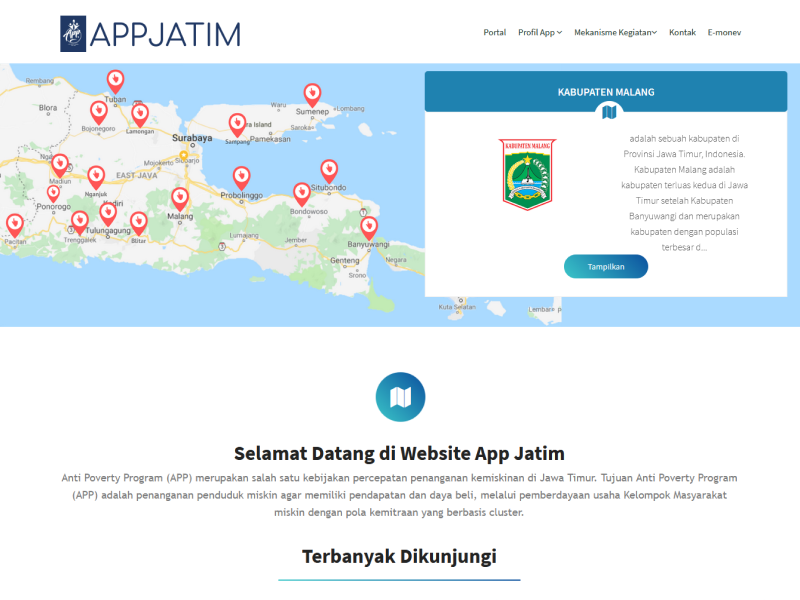 App
APPJATIM
Portal
Profil App
Mekanisme Kegiatan
Kontak
E-monev
Rembang
Tuban
Blora
Bojonegoro
Lamongan
Surabaya
Sampang
Pamekasan
Waru
Sumenep
Saroka
Lombang
Madiun
Nganjuk
EAST JAVA
Mojokerto
Sidoarjo
Ponorogo
Kediri
Tulungagung
Trenggalek
Blitar
Pacitan
Malang
Probolinggo
Situbondo
Bondowoso
Lumajang
Jember
Banyuwangi
Genteng
Srono
Negara
Kuta Selatan
Lembar
KABUPATEN MALANG
KABUPATEN MALANG
adalah sebuah kabupaten di
Provinsi Jawa Timur, Indonesia.
Kabupaten Malang adalah
kabupaten terluas kedua di Jawa
Timur setelah Kabupaten
Banyuwangi dan merupakan
kabupaten dengan populasi
terbesar d...
Tampilkan
Selamat Datang di Website App Jatim
Anti Poverty Program (APP) merupakan salah satu kebijakan percepatan penanganan kemiskinan di Jawa Timur. Tujuan Anti Poverty Program
(APP) adalah penanganan penduduk miskin agar memiliki pendapatan dan daya beli, melalui pemberdayaan usaha Kelompok Masyarakat
miskin dengan pola kemitraan yang berbasis cluster.
Terbanyak Dikunjungi